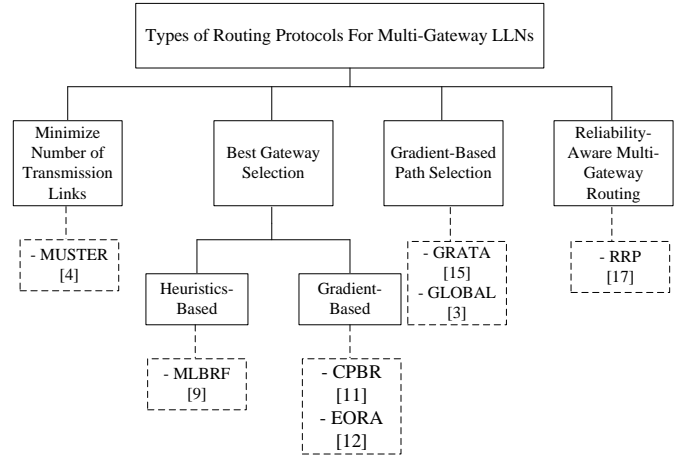 Types of Routing Protocols For Multi-Gateway LLNs
Minimize
Number of
Transmission
Links
Best Gateway
Selection
Gradient-Based
Path Selection
Reliability-
Aware Multi-
Gateway
Routing
- MUSTER
[4]
- GRATA
[15]
- GLOBAL
[3]
- RRP
[17]
Heuristics-
Based
Gradient-
Based
- MLBRF
[9]
- CPBR
[11]
- EORA
[12]